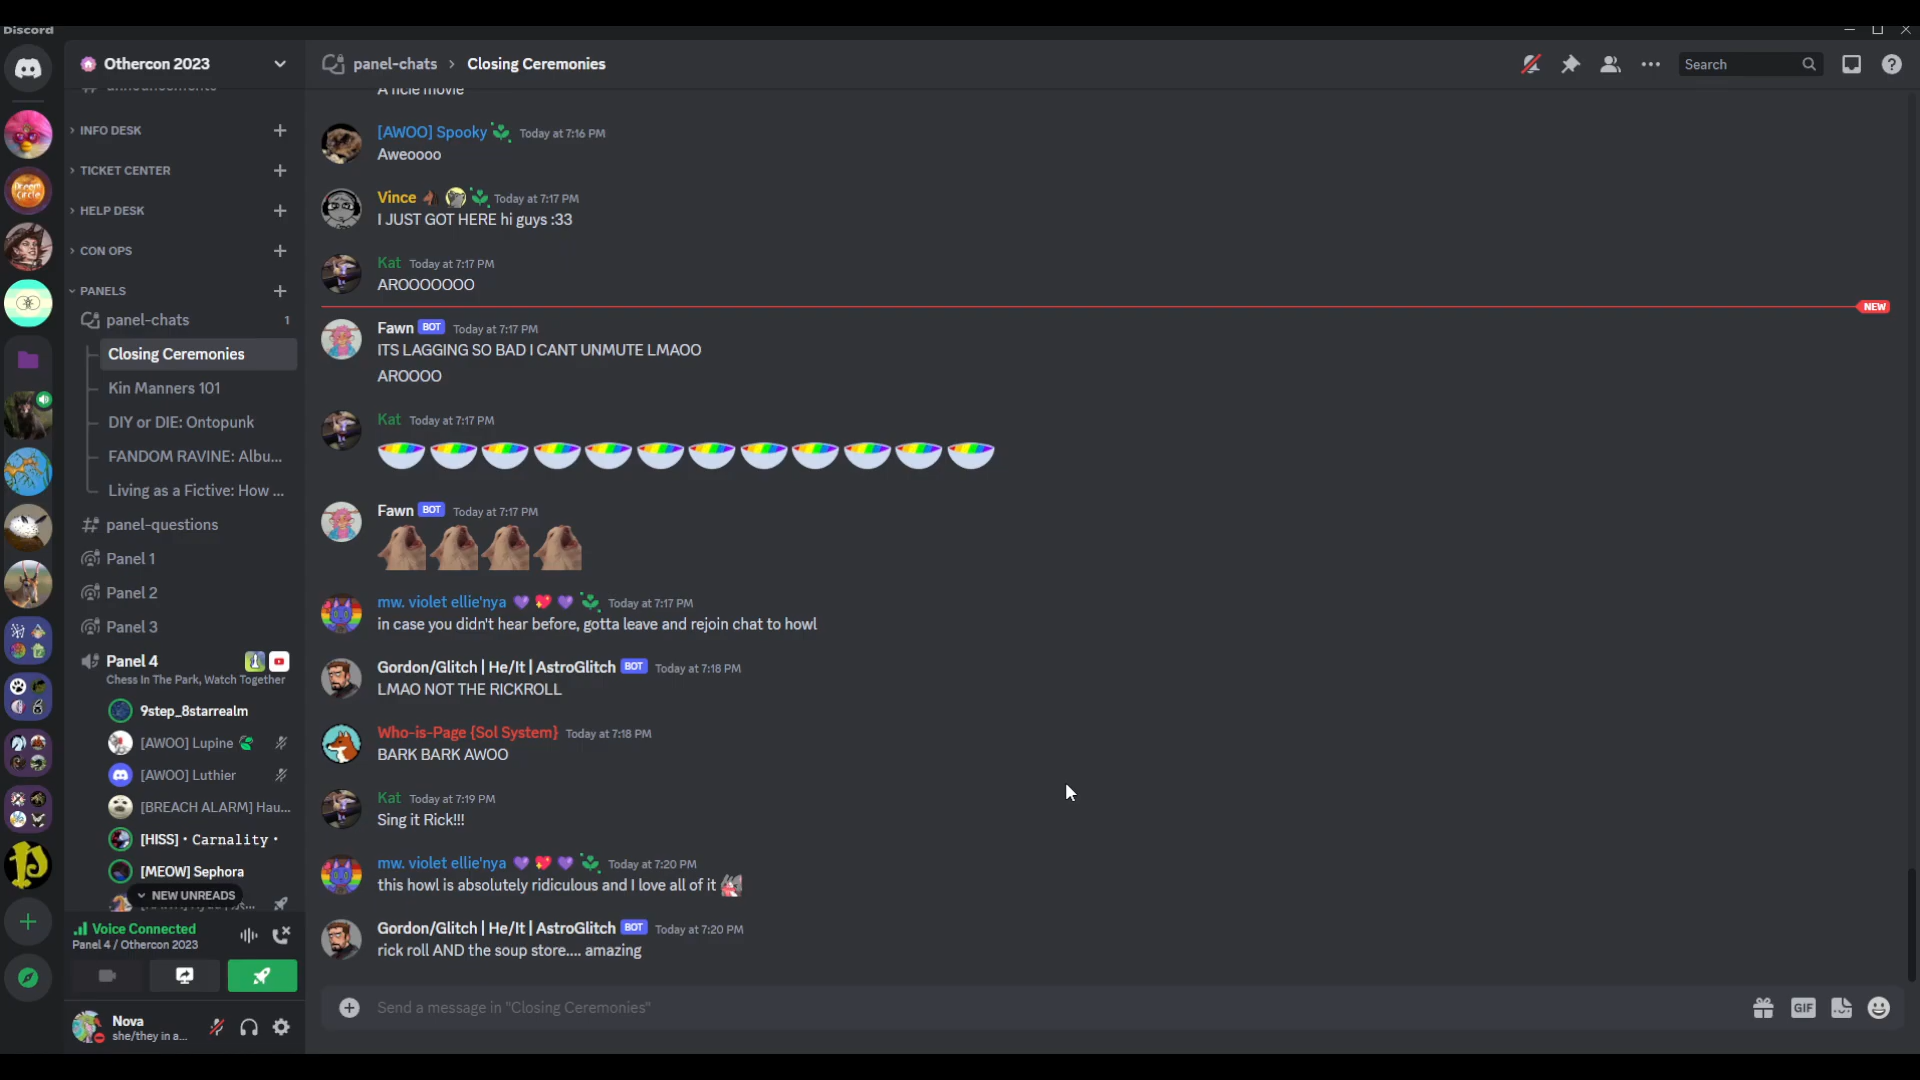 Discord
Othercon 2023
announcements
INFO DESK
TICKET CENTER
HELP DESK
CON OPS
PANELS
panel-chats 1
Closing Ceremonies
Kin Manners 101
DIY or DIE: Ontopunk
FANDOM RAVINE: Albu...
Living as a Fictive: How ...
panel-questions
Panel 1
Panel 2
Panel 3
Panel 4
Chess In The Park, Watch Together
9step_8starrealm
[AWOO] Lupine
[AWOO] Luthier
[BREACH ALARM] Hau...
[HISS] • Carnality •
[MEOW] Sephora
NEW UNREADS
Voice Connected
Panel 4 / Othercon 2023
Nova
she/they in a...
panel-chats › Closing Ceremonies
Search
A ficle movie
[AWOO] Spooky Today at 7:16 PM
Aweoooo
Vince Today at 7:17 PM
I JUST GOT HERE hi guys :33
Kat Today at 7:17 PM
AROOOOOOO
NEW
Fawn BOT Today at 7:17 PM
ITS LAGGING SO BAD I CANT UNMUTE LMAOO
AROOOO
Kat Today at 7:17 PM
Fawn BOT Today at 7:17 PM
mw. violet ellie'nya Today at 7:17 PM
in case you didn't hear before, gotta leave and rejoin chat to howl
Gordon/Glitch | He/It | AstroGlitch BOT Today at 7:18 PM
LMAO NOT THE RICKROLL
Who-is-Page {Sol System} Today at 7:18 PM
BARK BARK AWOO
Kat Today at 7:19 PM
Sing it Rick!!!
mw. violet ellie'nya Today at 7:20 PM
this howl is absolutely ridiculous and I love all of it
Gordon/Glitch | He/It | AstroGlitch BOT Today at 7:20 PM
rick roll AND the soup store.... amazing
Send a message in "Closing Ceremonies"
GIF